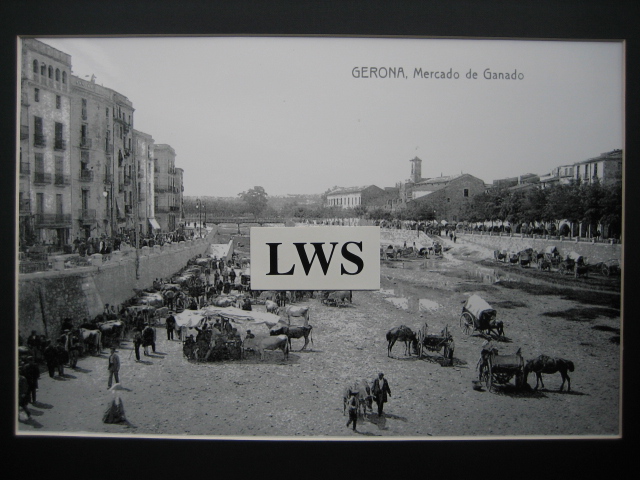 GERONA, Mercado de Ganado
LWS